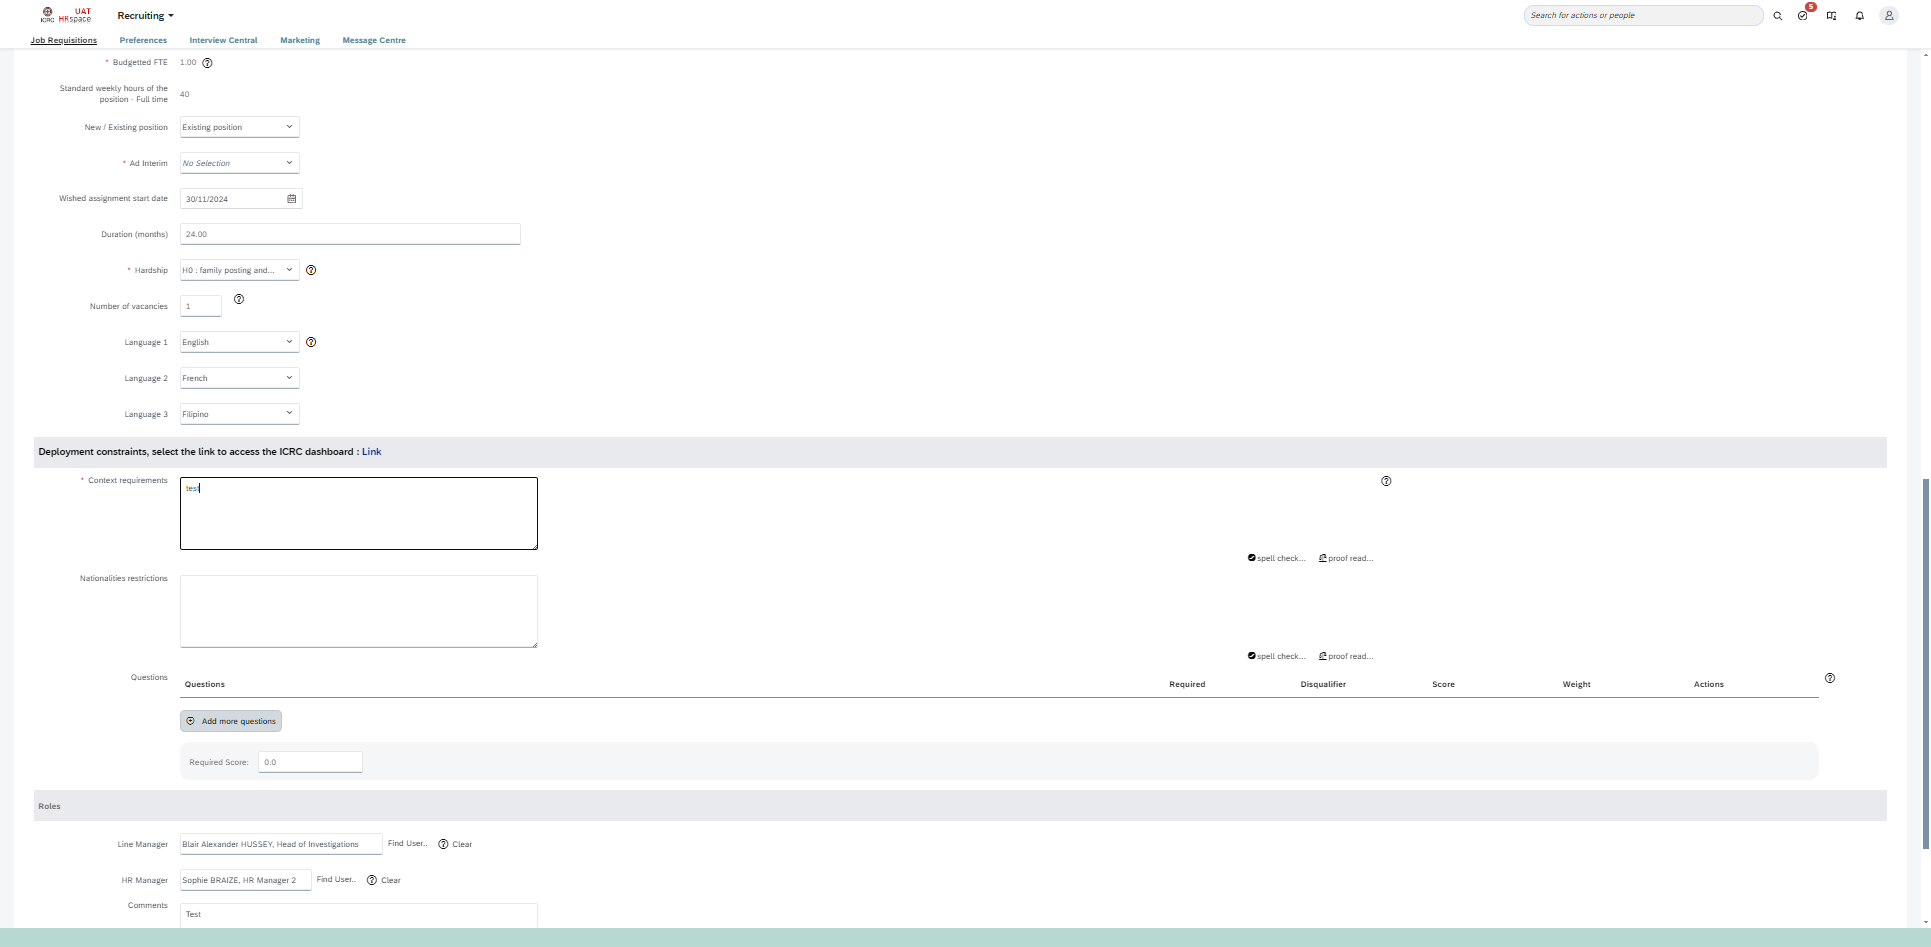 UAT
ICRC HRspace
Recruiting
Search for actions or people
5
Job Requisitions Preferences Interview Central Marketing Message Centre
* Budgetted FTE 1.00
Standard weekly hours of the
position - Full time 40
New / Existing position Existing position
* Ad Interim No Selection
Wished assignment start date 30/11/2024
Duration (months) 24.00
* Hardship H0 : family posting and...
Number of vacancies 1
Language 1 English
Language 2 French
Language 3 Filipino
Deployment constraints, select the link to access the ICRC dashboard : Link
* Context requirements
test
spell check... proof read...
Nationalities restrictions
spell check... proof read...
Questions
Questions Required Disqualifier Score Weight Actions
Add more questions
Required Score: 0.0
Roles
Line Manager Blair Alexander HUSSEY, Head of Investigations Find User.. Clear
HR Manager Sophie BRAIZE, HR Manager 2 Find User.. Clear
Comments
Test